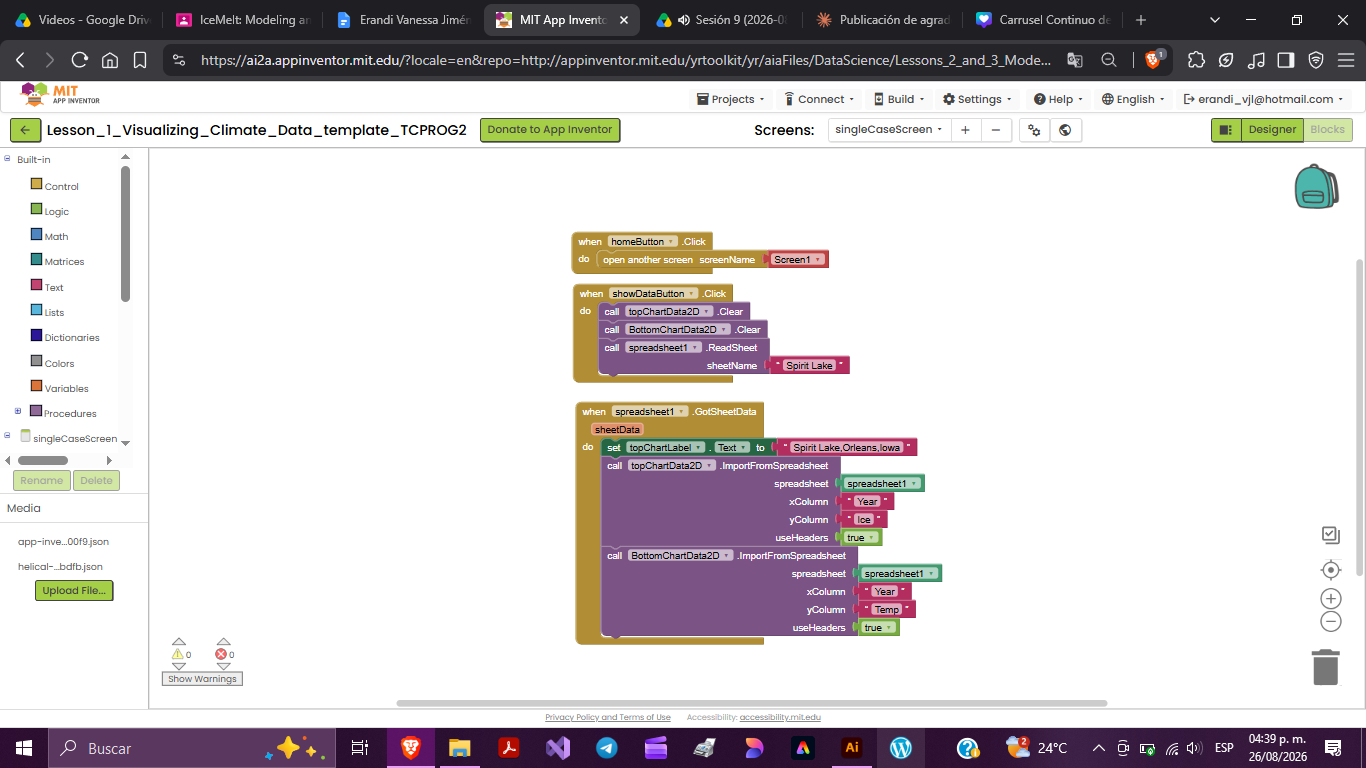 Videos - Google Driv
IceMelt: Modeling an
Erandi Vanessa Jimén
MIT App Invento
Sesión 9 (2026-08
Publicación de agrad
Carrusel Continuo de
https://ai2a.appinventor.mit.edu/?locale=en&repo=http://appinventor.mit.edu/yrtoolkit/yr/aiaFiles/DataScience/Lessons_2_and_3_Mode...
1
MIT
APP INVENTOR
Projects
Connect
Build
Settings
Help
English
erandi_vjl@hotmail.com
Lesson_1_Visualizing_Climate_Data_template_TCPROG2
Donate to App Inventor
Screens:
singleCaseScreen
Designer
Blocks
Built-in
Control
Logic
Math
Matrices
Text
Lists
Dictionaries
Colors
Variables
Procedures
singleCaseScreen
Rename
Delete
Media
app-inve...00f9.json
helical-...bdfb.json
Upload File...
when homeButton .Click
do open another screen screenName Screen1
when showDataButton .Click
do call topChartData2D .Clear
call BottomChartData2D .Clear
call spreadsheet1 .ReadSheet
sheetName " Spirit Lake "
when spreadsheet1 .GotSheetData
sheetData
do set topChartLabel . Text to " Spirit Lake,Orleans,Iowa "
call topChartData2D .ImportFromSpreadsheet
spreadsheet spreadsheet1
xColumn " Year "
yColumn " Ice "
useHeaders true
call BottomChartData2D .ImportFromSpreadsheet
spreadsheet spreadsheet1
xColumn " Year "
yColumn " Temp "
useHeaders true
0
0
Show Warnings
Privacy Policy and Terms of Use
Accessibility: accessibility.mit.edu
Buscar
Ai
2
24°C
ESP
04:39 p. m.
26/08/2026